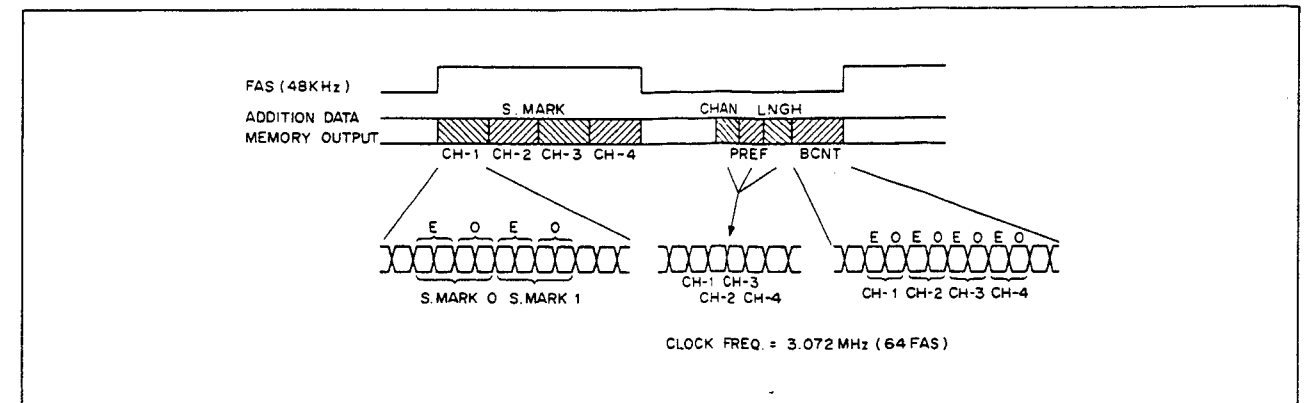 FAS (48KHz)
S. MARK CHAN LNGH
ADDITION DATA
MEMORY OUTPUT
CH-1 CH-2 CH-3 CH-4 PREF BCNT
E O E O
E O E O E O E O
CH-1 CH-3
CH-1 CH-2 CH-3 CH-4
S. MARK 0 S. MARK 1
CH-2 CH-4
CLOCK FREQ. = 3.072 MHz (64 FAS)